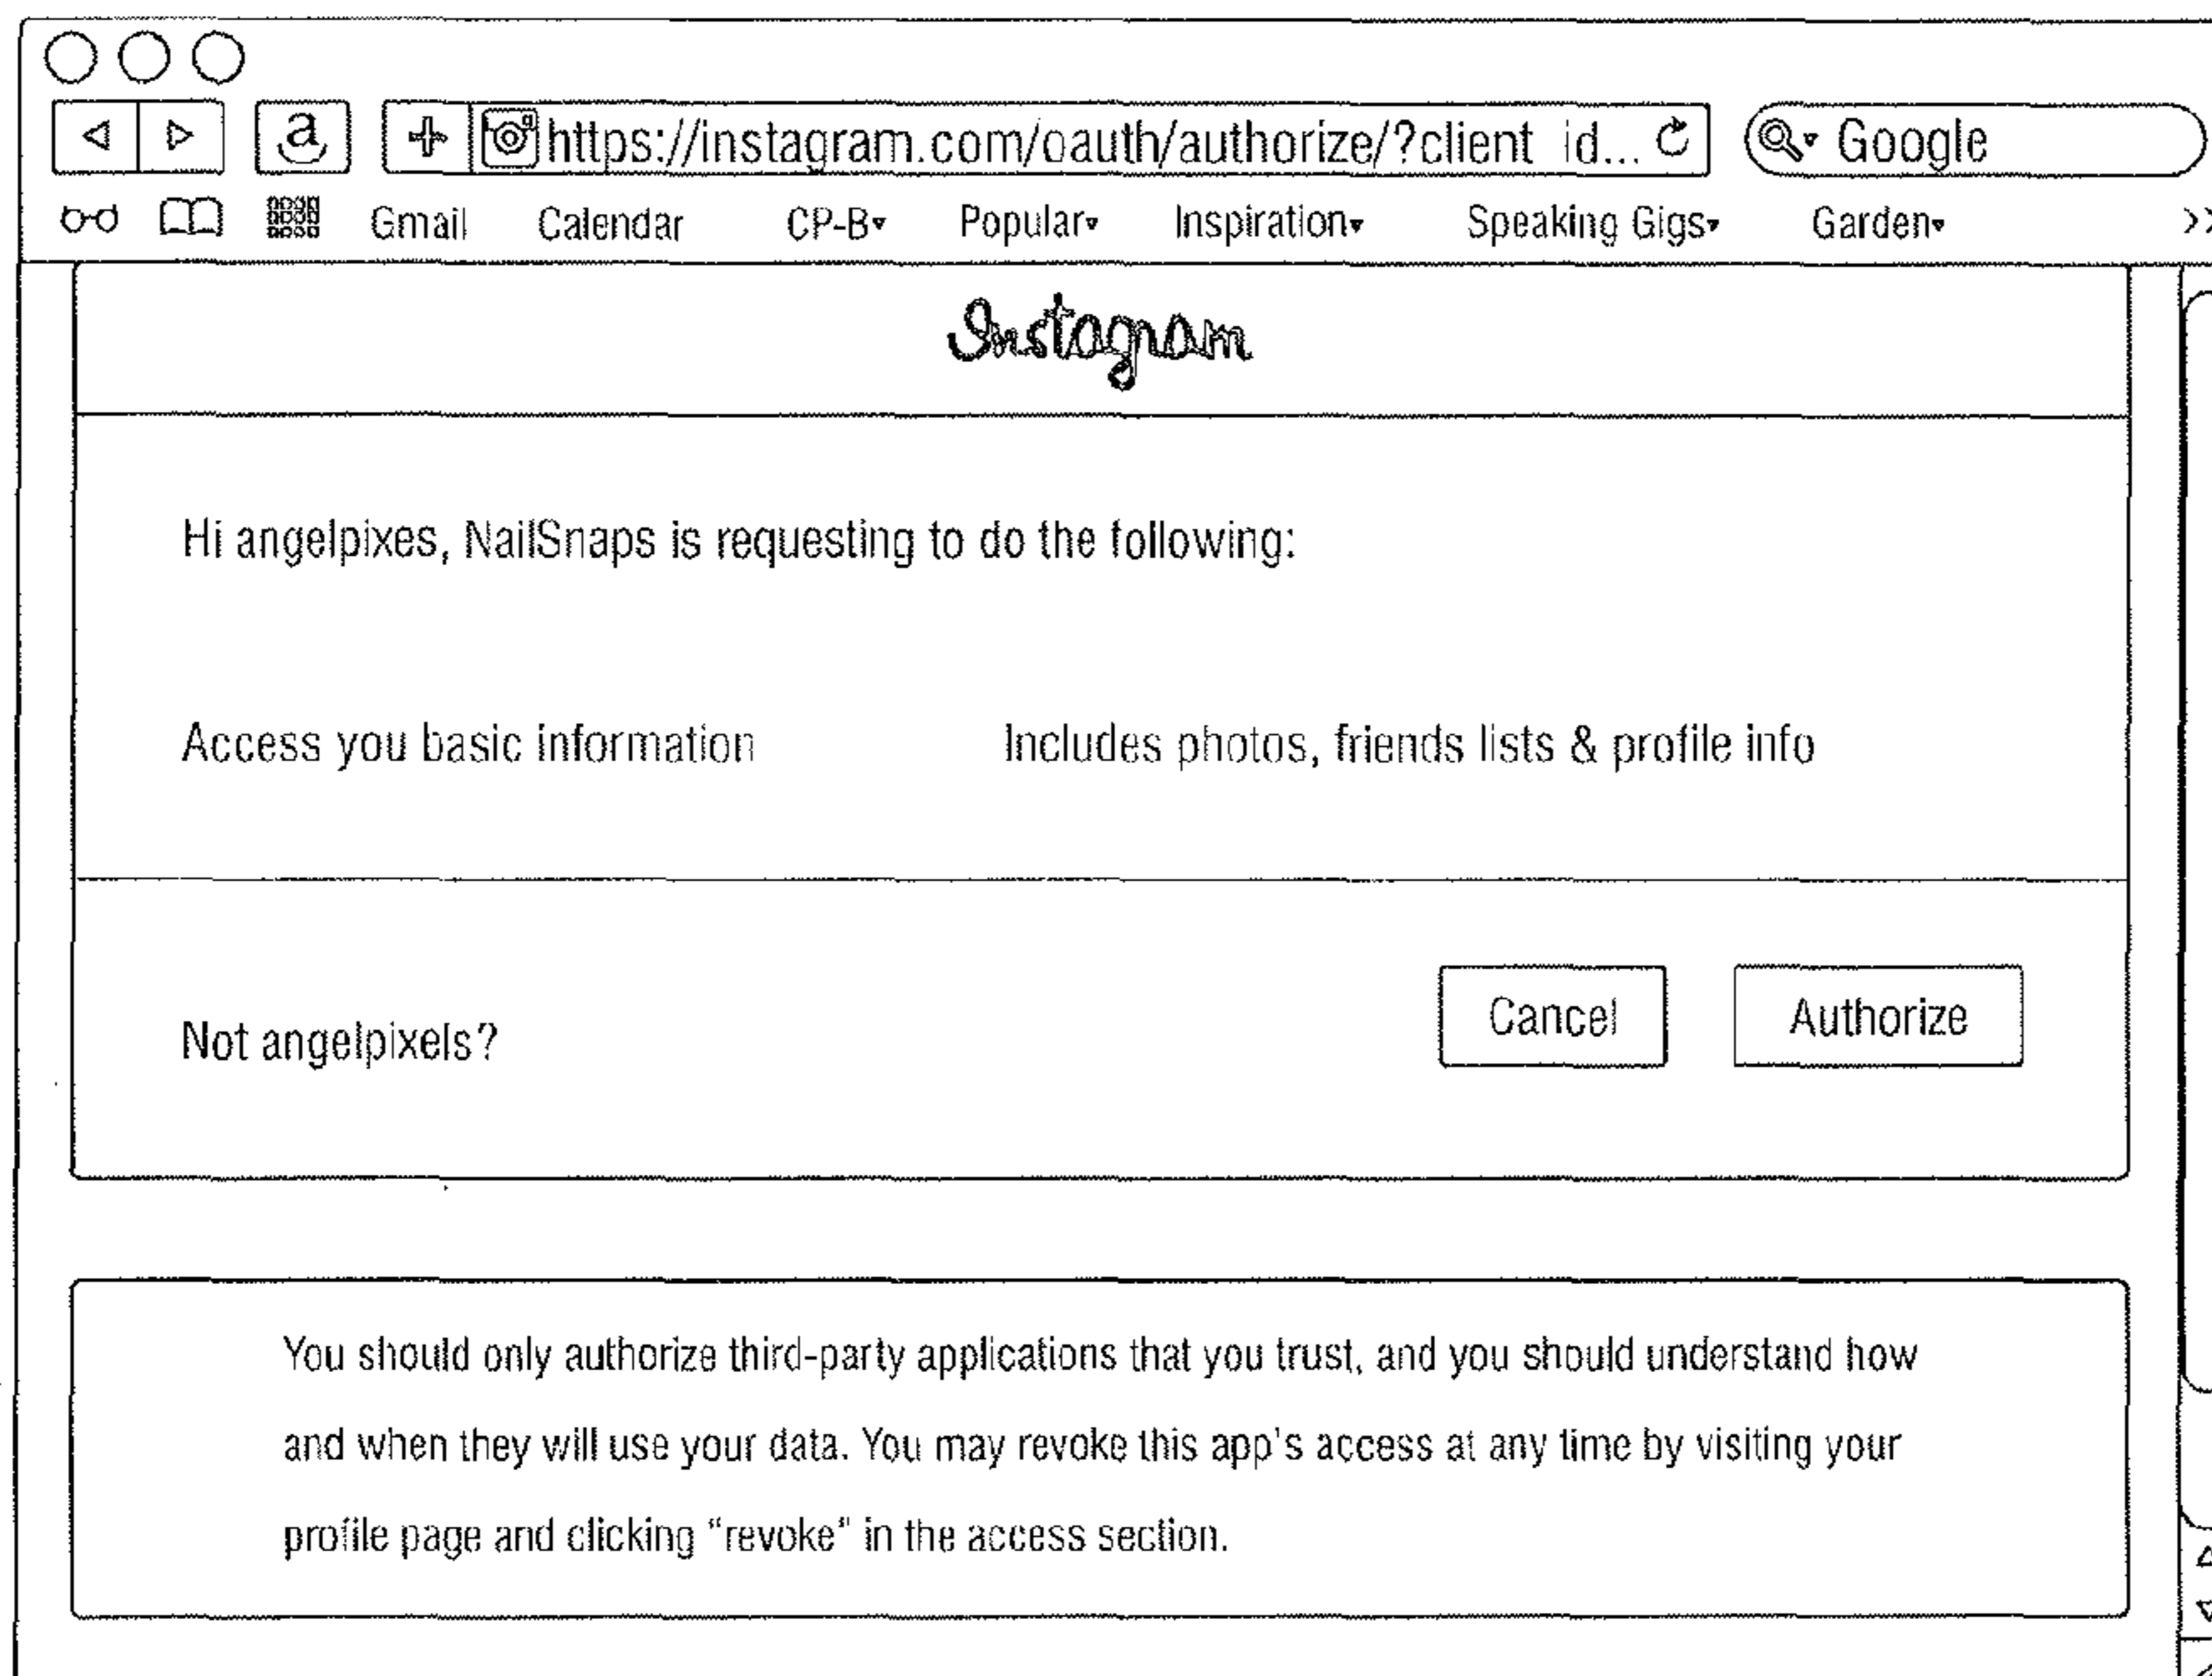 a https://instagram.com/oauth/authorize/?client_id... Google
Gmail Calendar CP-B Popular Inspiration Speaking Gigs Garden >>
Instagram
Hi angelpixes, NailSnaps is requesting to do the following:
Access you basic information Includes photos, friends lists & profile info
Cancel Authorize
Not angelpixels?
You should only authorize third-party applications that you trust, and you should understand how
and when they will use your data. You may revoke this app's access at any time by visiting your
profile page and clicking "revoke" in the access section.